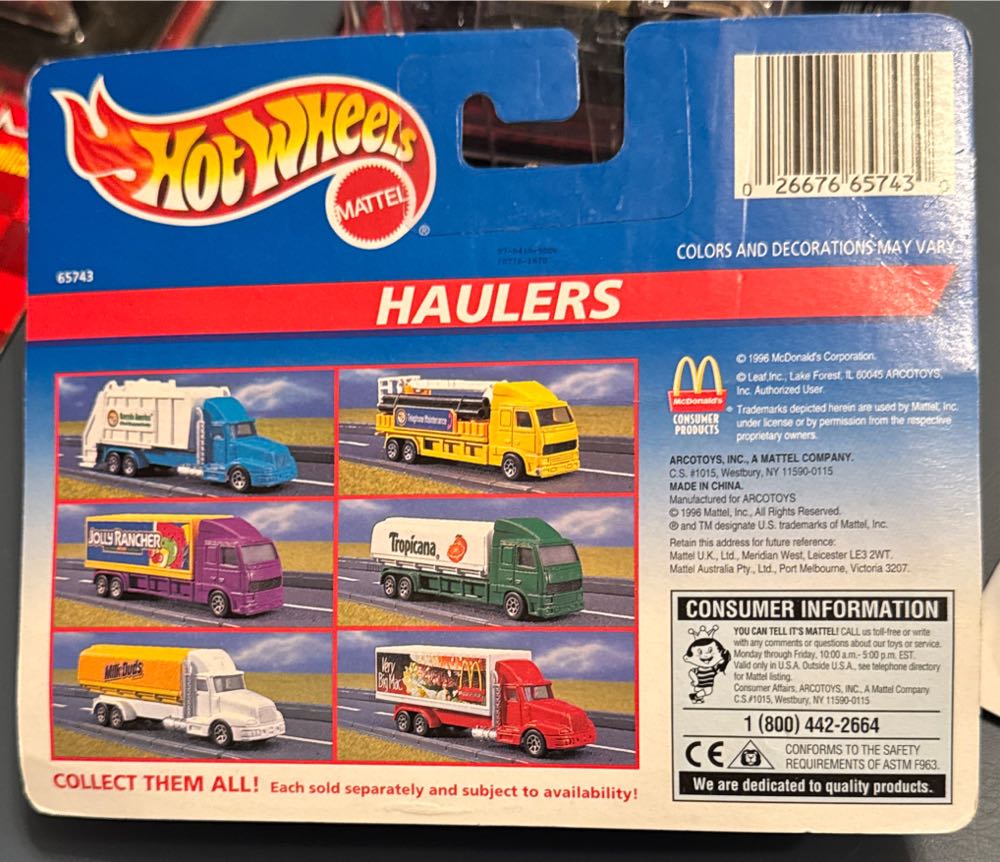 HOT WHEELS
MATTEL
®
0 26676 65743
COLORS AND DECORATIONS MAY VARY.
65743
HAULERS
Telephone Maintenance
JOLLY RANCHER
Tropicana®
Milk Duds
Very
Big Mac
McDonald's
CONSUMER
PRODUCTS
© 1996 McDonald's Corporation.
© Leaf, Inc., Lake Forest, IL 60045 ARCOTOYS,
Inc. Authorized User.
Trademarks depicted herein are used by Mattel, Inc.
under license or by permission from the respective
proprietary owners.
ARCOTOYS, INC., A MATTEL COMPANY.
C.S. #1015, Westbury, NY 11590-0115
MADE IN CHINA.
Manufactured for ARCOTOYS
© 1996 Mattel, Inc., All Rights Reserved.
® and TM designate U.S. trademarks of Mattel, Inc.
Retain this address for future reference:
Mattel U.K., Ltd., Meridian West, Leicester LE3 2WT.
Mattel Australia Pty., Ltd., Port Melbourne, Victoria 3207.
CONSUMER INFORMATION
YOU CAN TELL IT'S MATTEL! CALL us toll-free or write
with any comments or questions about our toys or service.
Monday through Friday, 10:00 a.m.- 5:00 p.m. EST.
Valid only in U.S.A. Outside U.S.A., see telephone directory
for Mattel listing.
Consumer Affairs, ARCOTOYS, INC., A Mattel Company
C.S.#1015, Westbury, NY 11590-0115
1 (800) 442-2664
CE
CONFORMS TO THE SAFETY
REQUIREMENTS OF ASTM F963.
We are dedicated to quality products.
COLLECT THEM ALL! Each sold separately and subject to availability!